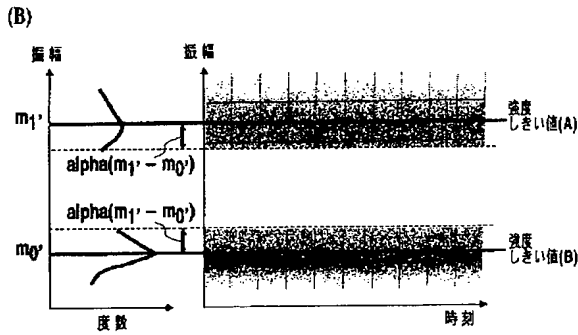 (B)
振幅
振幅
m₁'
強度
しきい値(A)
alpha(m₁' − m₀')
alpha(m₁' − m₀')
m₀'
強度
しきい値(B)
度数
時刻